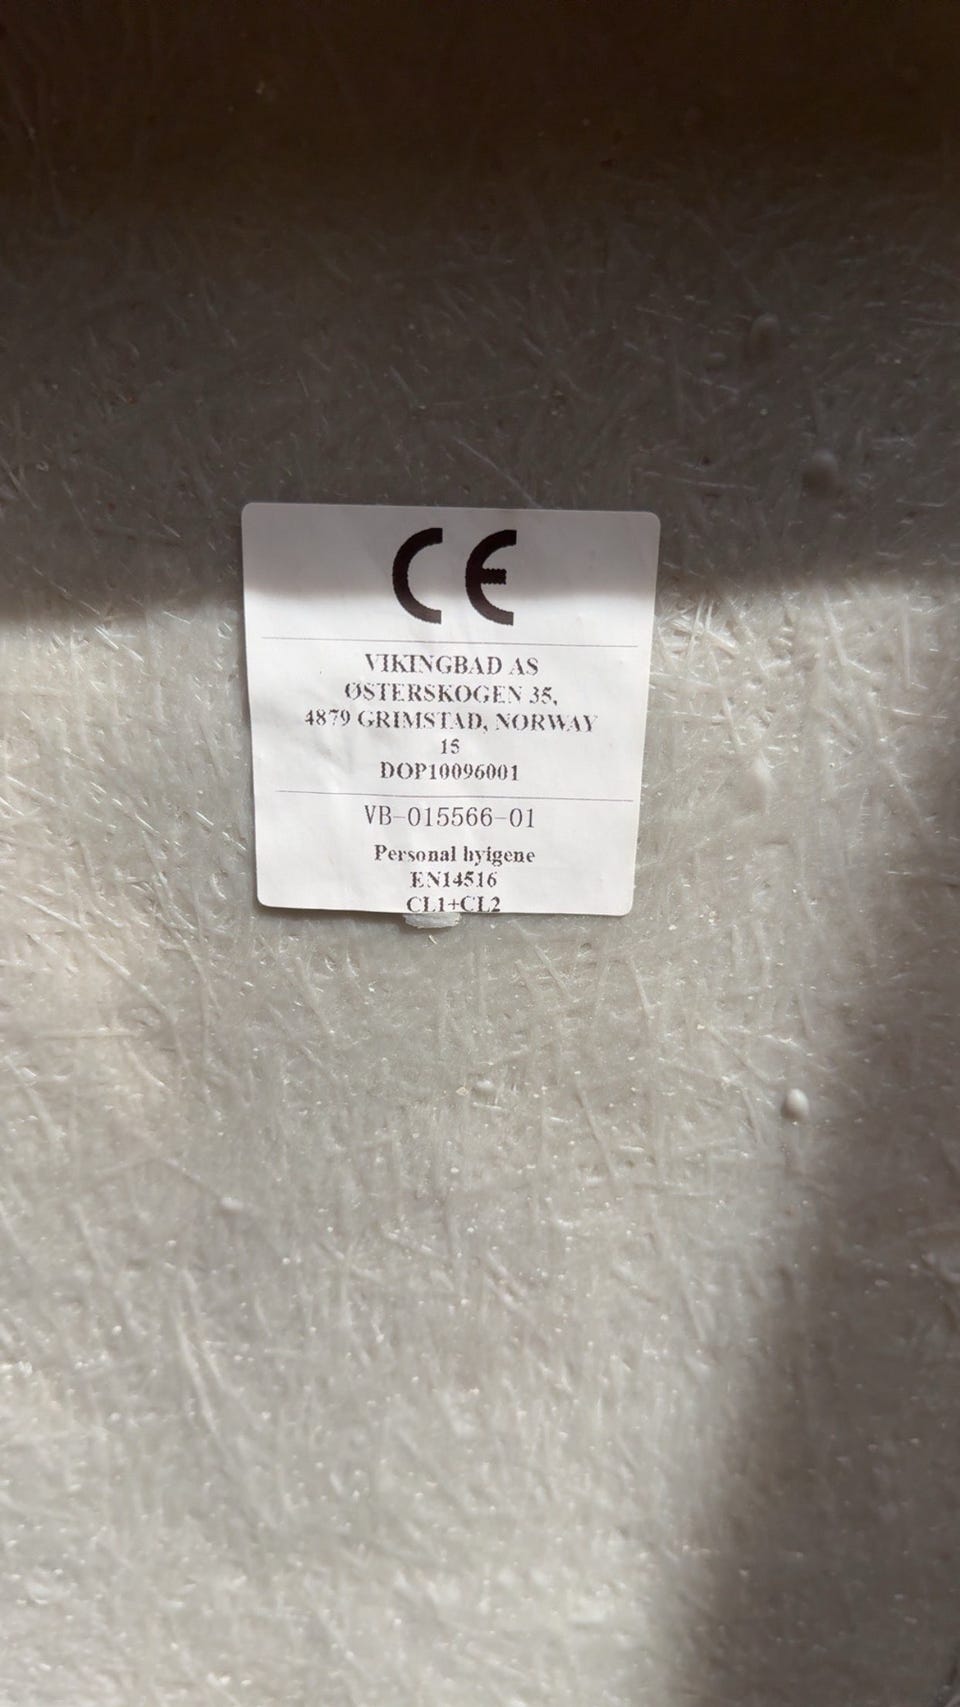 CE
VIKINGBAD AS
ØSTERSKOGEN 35,
4879 GRIMSTAD, NORWAY
15
DOP10096001
VB-015566-01
Personal hyigene
EN14516
CL1+CL2